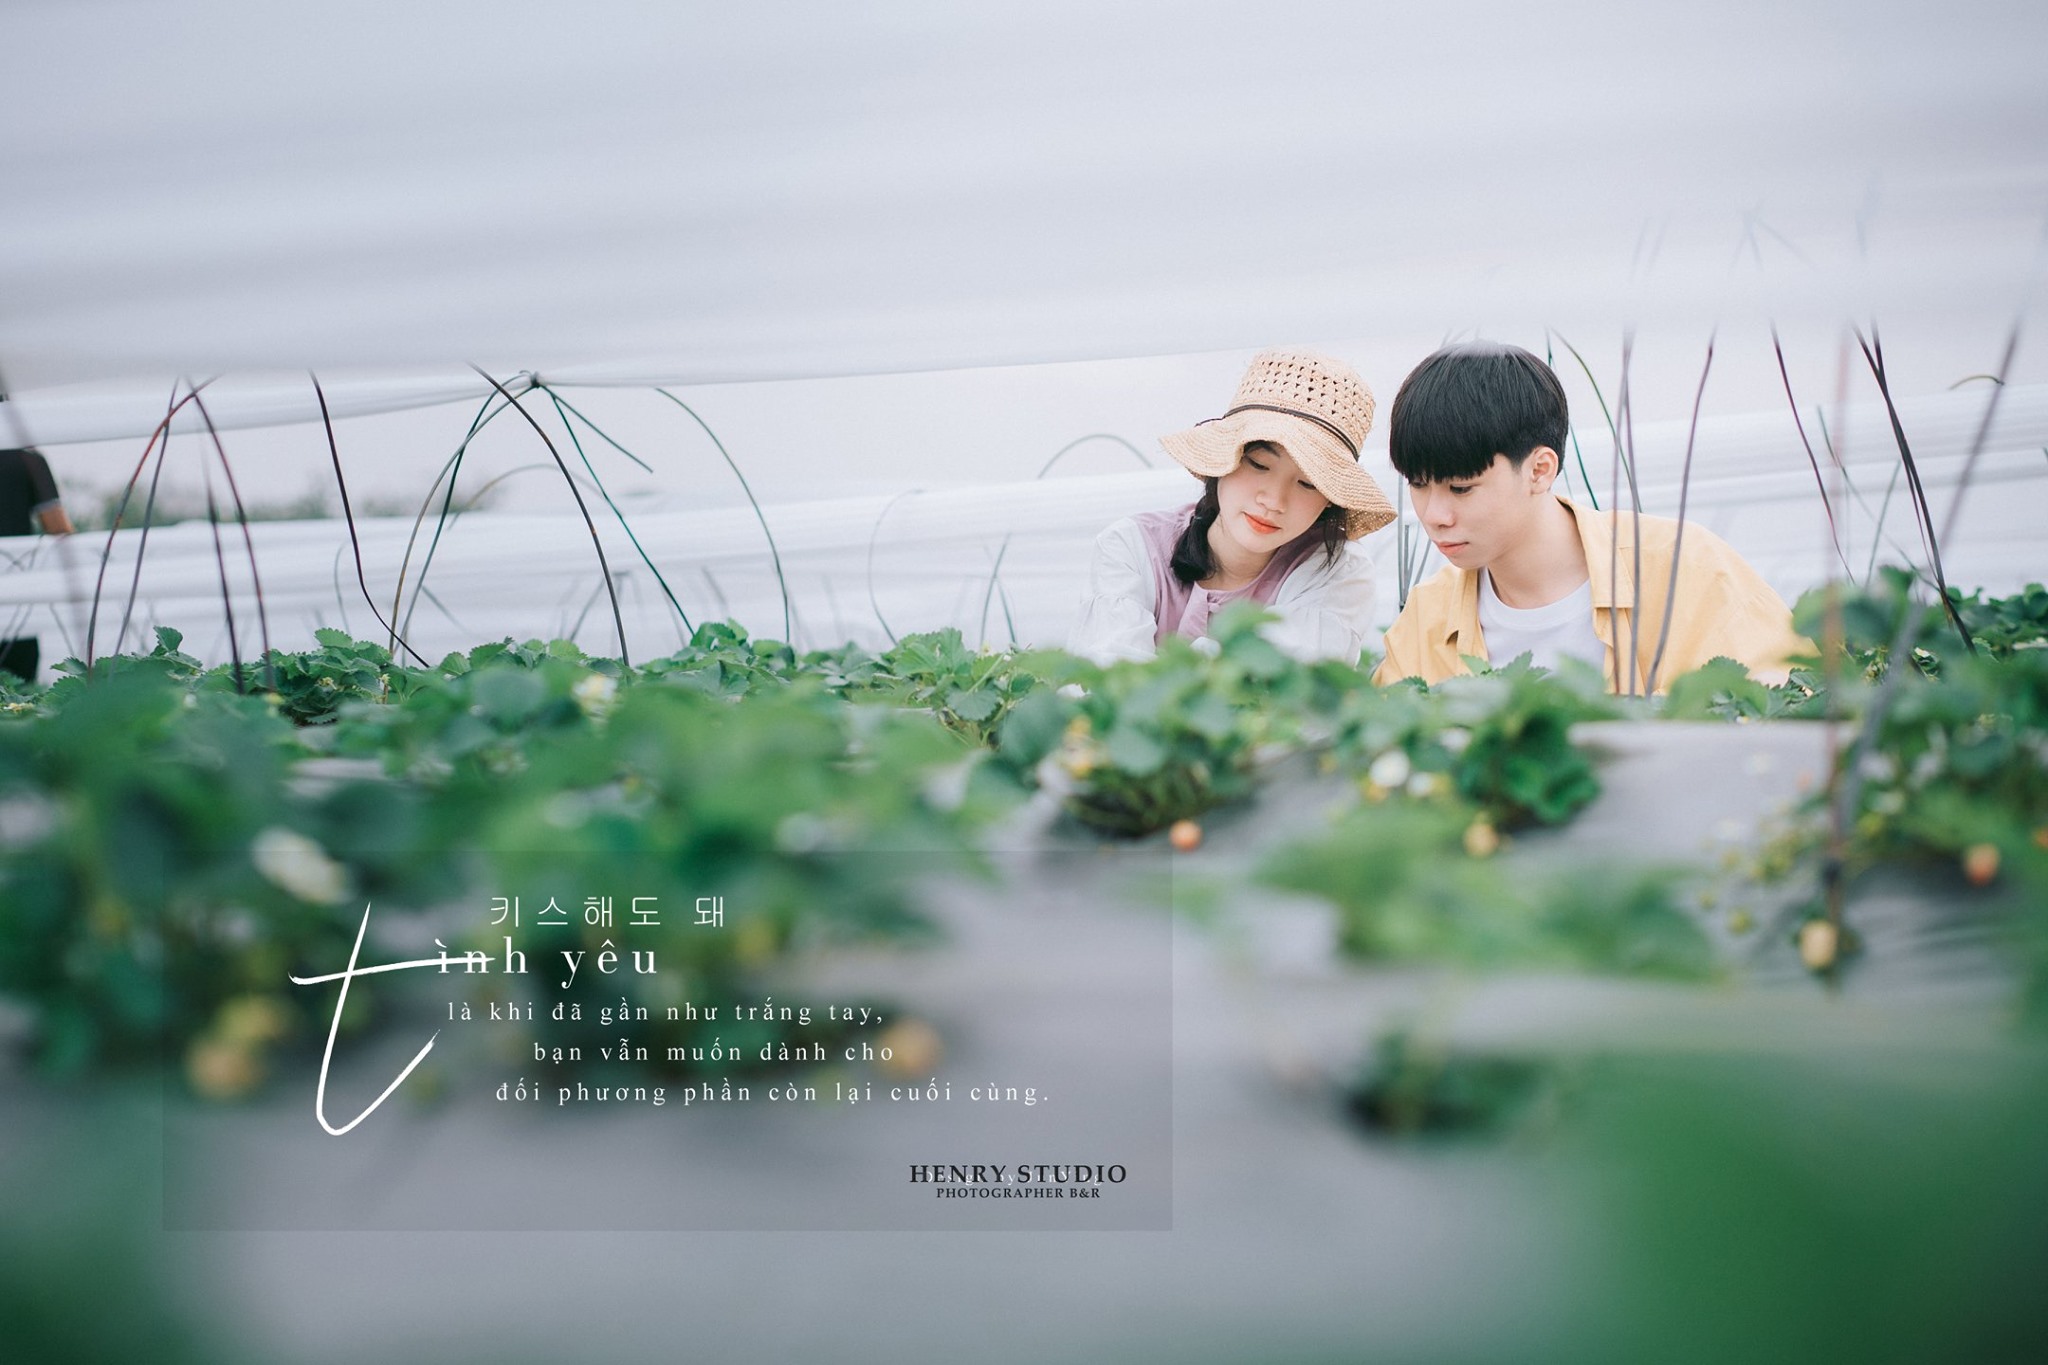 키스해도 돼
tình yêu
là khi đã gần như trắng tay,
bạn vẫn muốn dành cho
đối phương phần còn lại cuối cùng.
HENRY STUDIO
PHOTOGRAPHER B&R